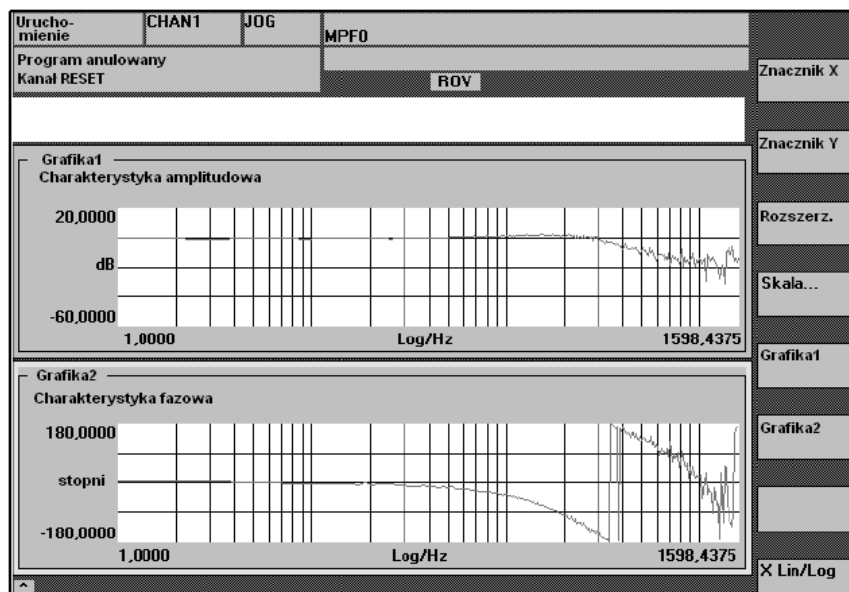 Urucho-
mienie
CHAN1
JOG
MPF0
Program anulowany
Kanał RESET
ROV
Znacznik X
Znacznik Y
Rozszerz.
Skala...
Grafika1
Grafika2
X Lin/Log
Grafika1
Charakterystyka amplitudowa
20,0000
dB
-60,0000
1,0000
Log/Hz
1598,4375
Grafika2
Charakterystyka fazowa
180,0000
stopni
-180,0000
1,0000
Log/Hz
1598,4375
^